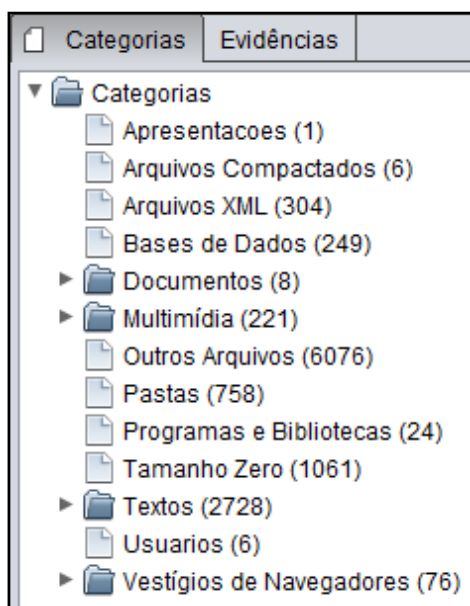 Categorias Evidências
Categorias
Apresentacoes (1)
Arquivos Compactados (6)
Arquivos XML (304)
Bases de Dados (249)
Documentos (8)
Multimídia (221)
Outros Arquivos (6076)
Pastas (758)
Programas e Bibliotecas (24)
Tamanho Zero (1061)
Textos (2728)
Usuarios (6)
Vestígios de Navegadores (76)